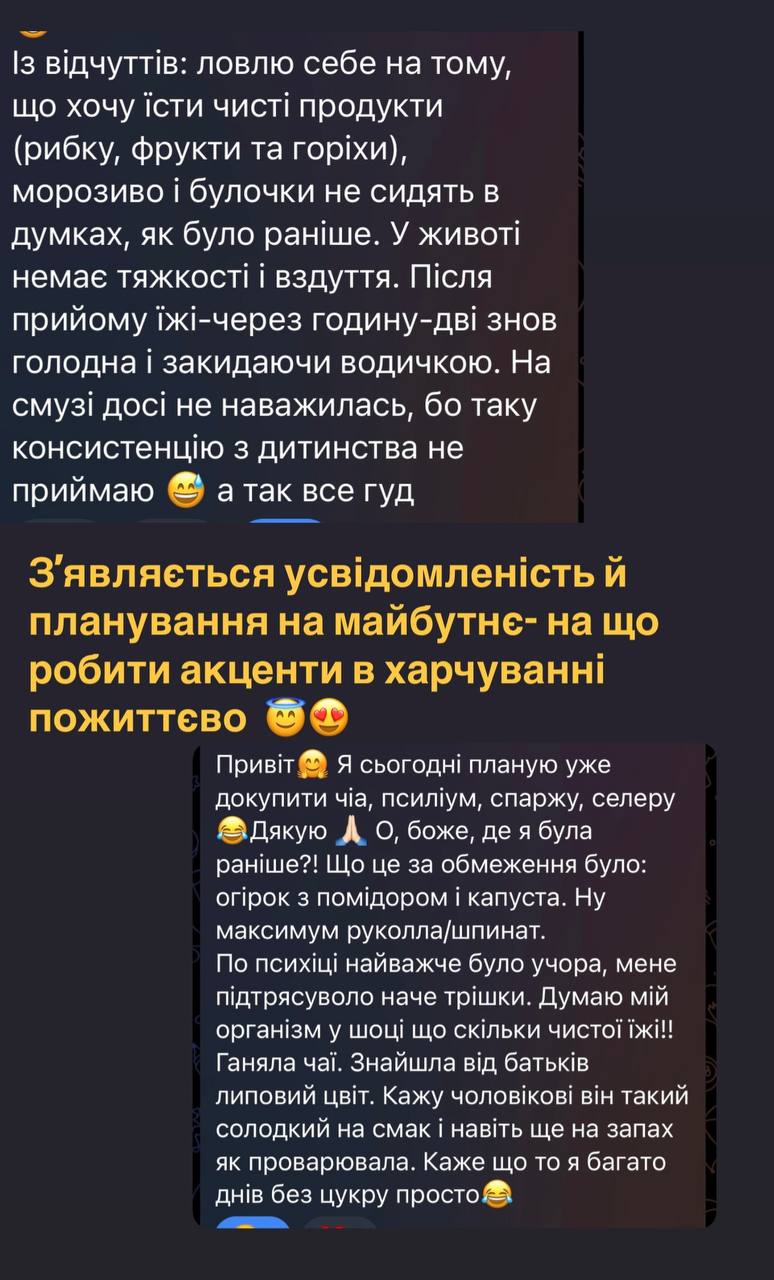 Із відчуттів: ловлю себе на тому,
що хочу їсти чисті продукти
(рибку, фрукти та горіхи),
морозиво і булочки не сидять в
думках, як було раніше. У животі
немає тяжкості і вздуття. Після
прийому їжі-через годину-дві знов
голодна і закидаючи водичкою. На
смузі досі не наважилась, бо таку
консистенцію з дитинства не
приймаю 😅 а так все гуд
З’являється усвідомленість й
планування на майбутнє- на що
робити акценти в харчуванні
пожиттєво 😇😍
Привіт🤗 Я сьогодні планую уже
докупити чіа, псиліум, спаржу, селеру
😂Дякую 🙏🏻 О, боже, де я була
раніше?! Що це за обмеження було:
огірок з помідором і капуста. Ну
максимум руколла/шпинат.
По психіці найважче було учора, мене
підтрясуволо наче трішки. Думаю мій
організм у шоці що скільки чистої їжі!!
Ганяла чаї. Знайшла від батьків
липовий цвіт. Кажу чоловікові він такий
солодкий на смак і навіть ще на запах
як проварювала. Каже що то я багато
днів без цукру просто😂